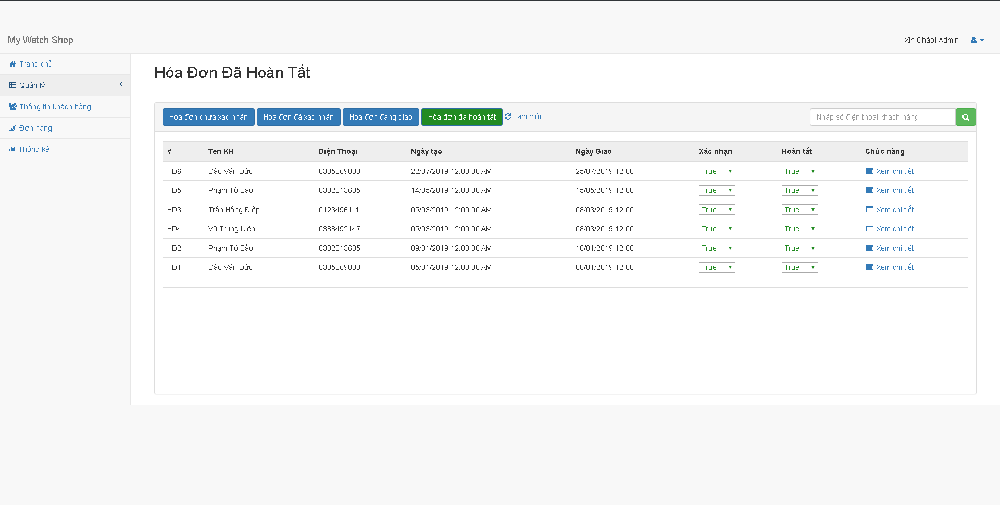 My Watch Shop
Xin Chào! Admin
Trang chủ
Quản lý
Thông tin khách hàng
Đơn hàng
Thống kê
Hóa Đơn Đã Hoàn Tất
Hóa đơn chưa xác nhận Hóa đơn đã xác nhận Hóa đơn đang giao Hóa đơn đã hoàn tất Làm mới Nhập số điện thoai khách hàng...
# Tên KH Điện Thoại Ngày tạo Ngày Giao Xác nhận Hoàn tất Chức năng
HD6 Đào Văn Đức 0385369830 22/07/2019 12:00:00 AM 25/07/2019 12:00 True True Xem chi tiết
HD5 Phạm Tô Bảo 0382013685 14/05/2019 12:00:00 AM 15/05/2019 12:00 True True Xem chi tiết
HD3 Trần Hồng Điệp 0123456111 05/03/2019 12:00:00 AM 08/03/2019 12:00 True True Xem chi tiết
HD4 Vũ Trung Kiên 0388452147 05/03/2019 12:00:00 AM 08/03/2019 12:00 True True Xem chi tiết
HD2 Phạm Tô Bảo 0382013685 09/01/2019 12:00:00 AM 10/01/2019 12:00 True True Xem chi tiết
HD1 Đào Văn Đức 0385369830 05/01/2019 12:00:00 AM 08/01/2019 12:00 True True Xem chi tiết